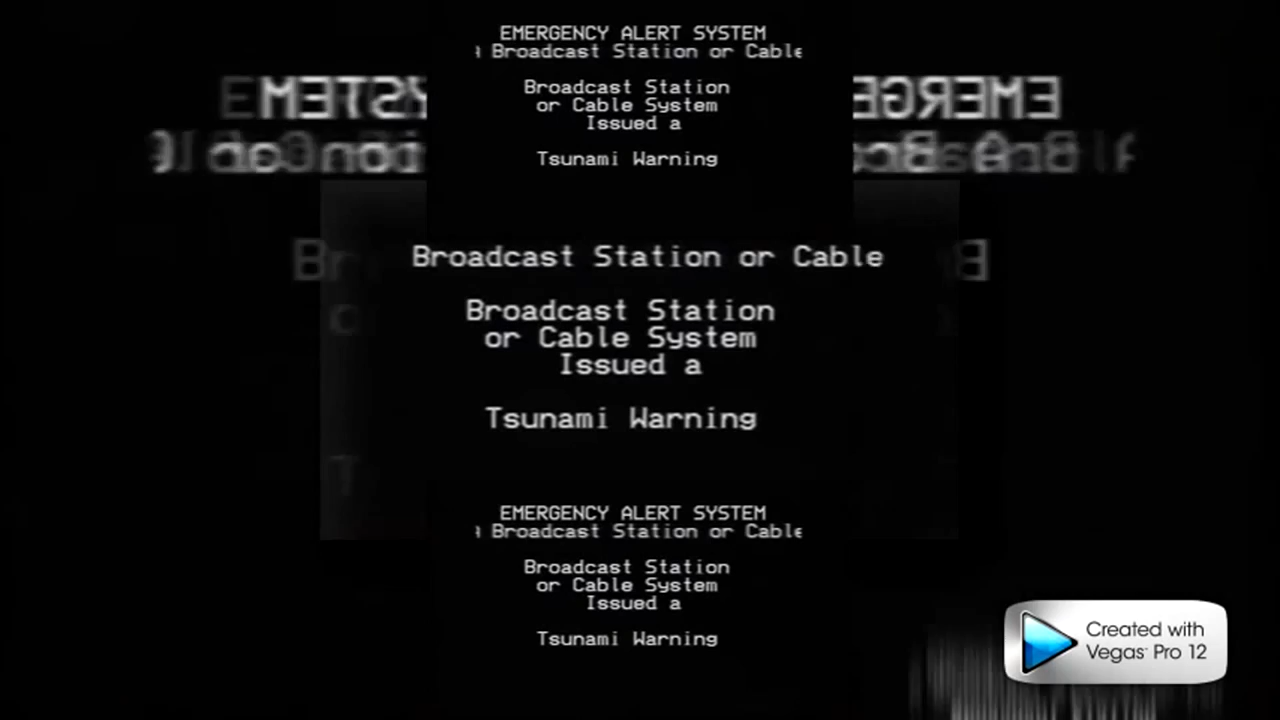 EMERGENCY ALERT SYSTEM
Broadcast Station or Cable
Broadcast Station
or Cable System
Issued a
Tsunami Warning
Broadcast Station or Cable
Broadcast Station
or Cable System
Issued a
Tsunami Warning
EMERGENCY ALERT SYSTEM
Broadcast Station or Cable
Broadcast Station
or Cable System
Issued a
Tsunami Warning
Created with
Vegas Pro 12